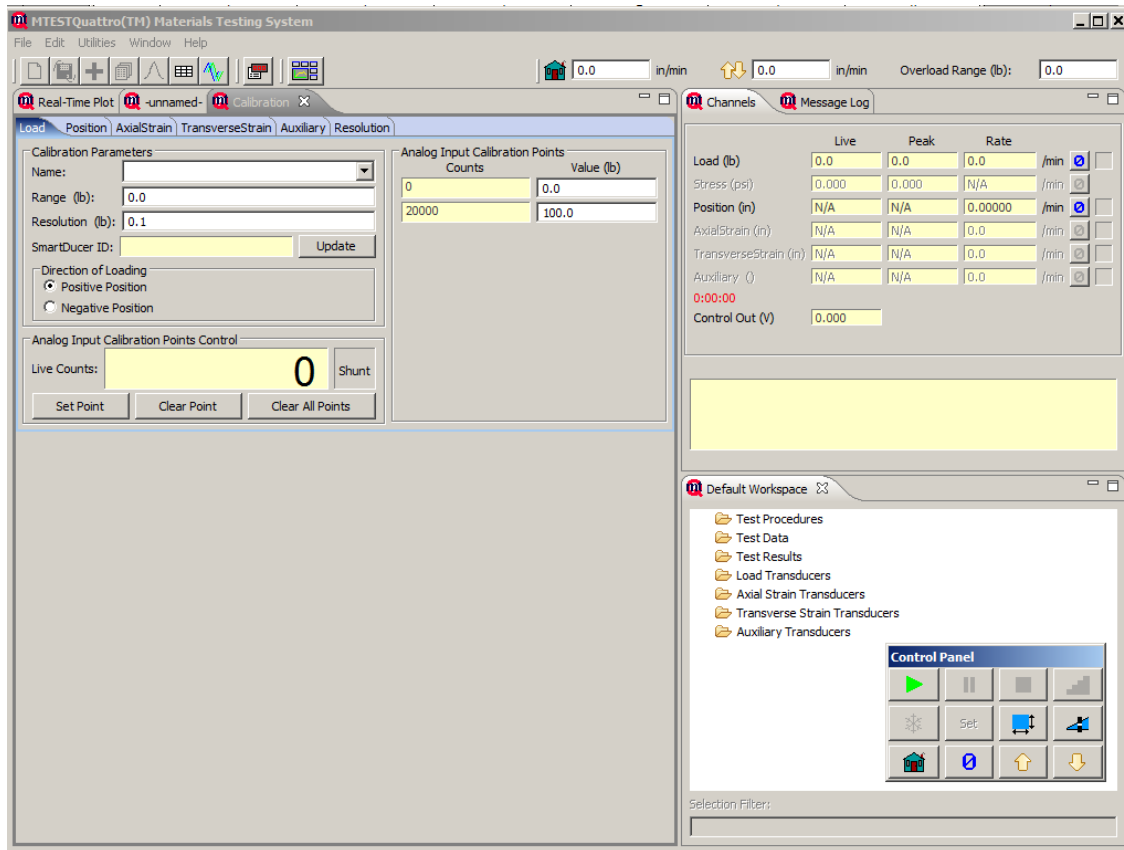 MTESTQuattro(TM) Materials Testing System
File Edit Utilities Window Help
0.0 in/min 0.0 in/min Overload Range (lb): 0.0
Real-Time Plot -unnamed- Calibration
Load Position AxialStrain TransverseStrain Auxiliary Resolution
Calibration Parameters
Name:
Range (lb): 0.0
Resolution (lb): 0.1
SmartDucer ID: Update
Direction of Loading
Positive Position
Negative Position
Analog Input Calibration Points Control
Live Counts: 0 Shunt
Set Point Clear Point Clear All Points
Analog Input Calibration Points
Counts Value (lb)
0 0.0
20000 100.0
Channels Message Log
Live Peak Rate
Load (lb) 0.0 0.0 0.0 /min 0
Stress (psi) 0.000 0.000 N/A /min 0
Position (in) N/A N/A 0.00000 /min 0
AxialStrain (in) N/A N/A 0.0 /min 0
TransverseStrain (in) N/A N/A 0.0 /min 0
Auxiliary () N/A N/A 0.0 /min 0
0:00:00
Control Out (V) 0.000
Default Workspace
Test Procedures
Test Data
Test Results
Load Transducers
Axial Strain Transducers
Transverse Strain Transducers
Auxiliary Transducers
Control Panel
Set
0
Selection Filter: